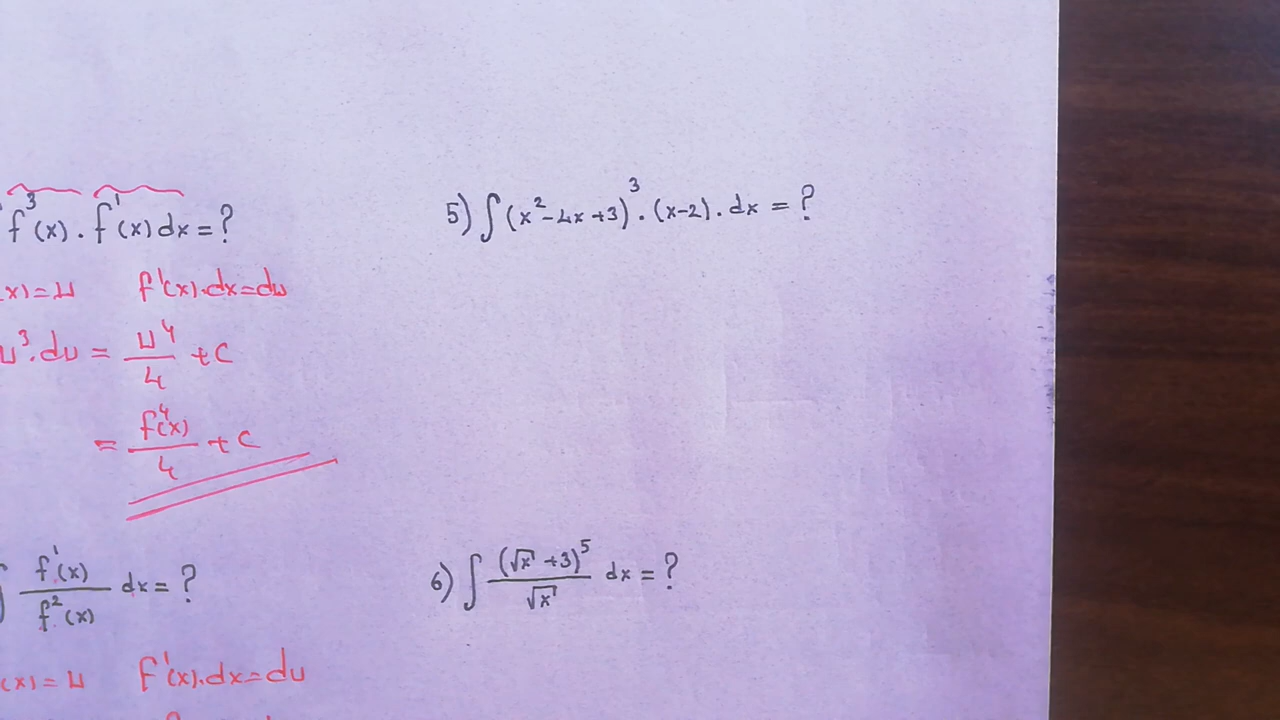 f³(x) . f'(x) dx = ?
(x) = u f'(x).dx = du
u³.du = u⁴/4 + c
= f⁴(x)/4 + c
∫ f'(x)/f²(x) dx = ?
(x) = u f'(x).dx = du
5) ∫ (x² - 4x + 3)³ . (x-2) . dx = ?
6) ∫ (√x + 3)⁵/√x dx = ?